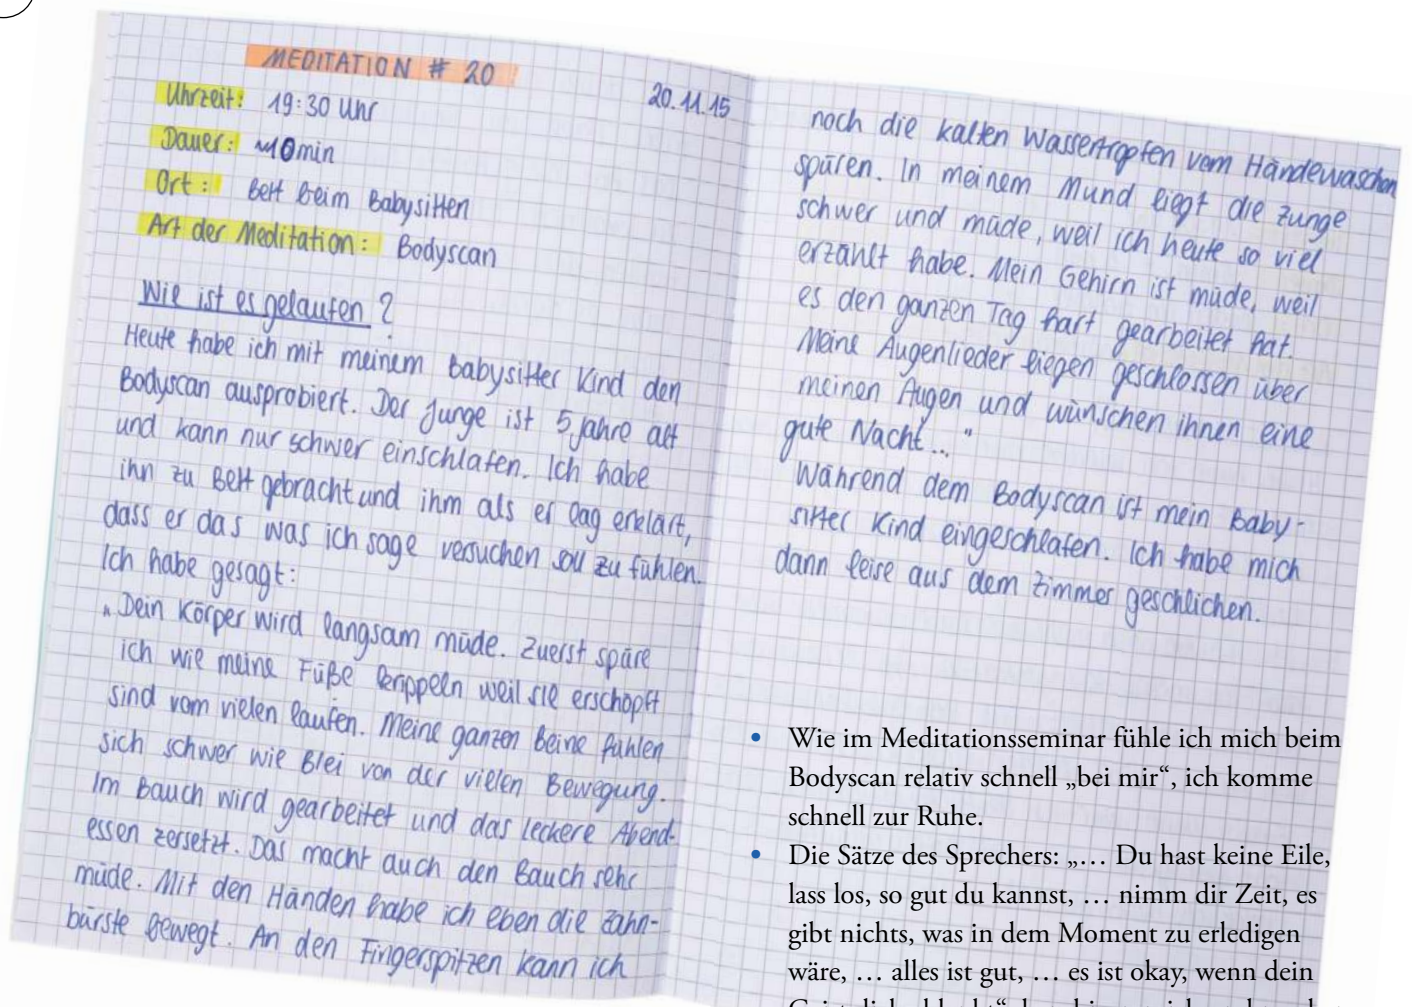 MEDITATION # 20
20.11.15
Uhrzeit: 19:30 Uhr
Dauer: ~10min
Ort: Bett beim Babysitten
Art der Meditation: Bodyscan
Wie ist es gelaufen?
Heute habe ich mit meinem Babysitter Kind den
Bodyscan ausprobiert. Der Junge ist 5 Jahre alt
und kann nur schwer einschlafen. Ich habe
ihn zu Bett gebracht und ihm als er lag erklärt,
dass er das was ich sage versuchen soll zu fühlen.
Ich habe gesagt:
„Dein Körper wird langsam müde. Zuerst spüre
ich wie meine Füße kribbeln weil sie erschöpft
sind vom vielen laufen. Meine ganzen Beine fühlen
sich schwer wie Blei von der vielen Bewegung.
Im Bauch wird gearbeitet und das leckere Abend-
essen zersetzt. Das macht auch den Bauch sehr
müde. Mit den Händen habe ich eben die Zahn-
bürste bewegt. An den Fingerspitzen kann ich
noch die kalten Wassertropfen vom Händewaschen
spüren. In meinem Mund liegt die Zunge
schwer und müde, weil ich heute so viel
erzählt habe. Mein Gehirn ist müde, weil
es den ganzen Tag hart gearbeitet hat.
Meine Augenlieder liegen geschlossen über
meinen Augen und wünschen ihnen eine
gute Nacht..."
Während dem Bodyscan ist mein Baby-
sitter Kind eingeschlafen. Ich habe mich
dann leise aus dem Zimmer geschlichen.
• Wie im Meditationsseminar fühle ich mich beim
Bodyscan relativ schnell „bei mir“, ich komme
schnell zur Ruhe.
• Die Sätze des Sprechers: „… Du hast keine Eile,
lass los, so gut du kannst, … nimm dir Zeit, es
gibt nichts, was in dem Moment zu erledigen
wäre, … alles ist gut, … es ist okay, wenn dein